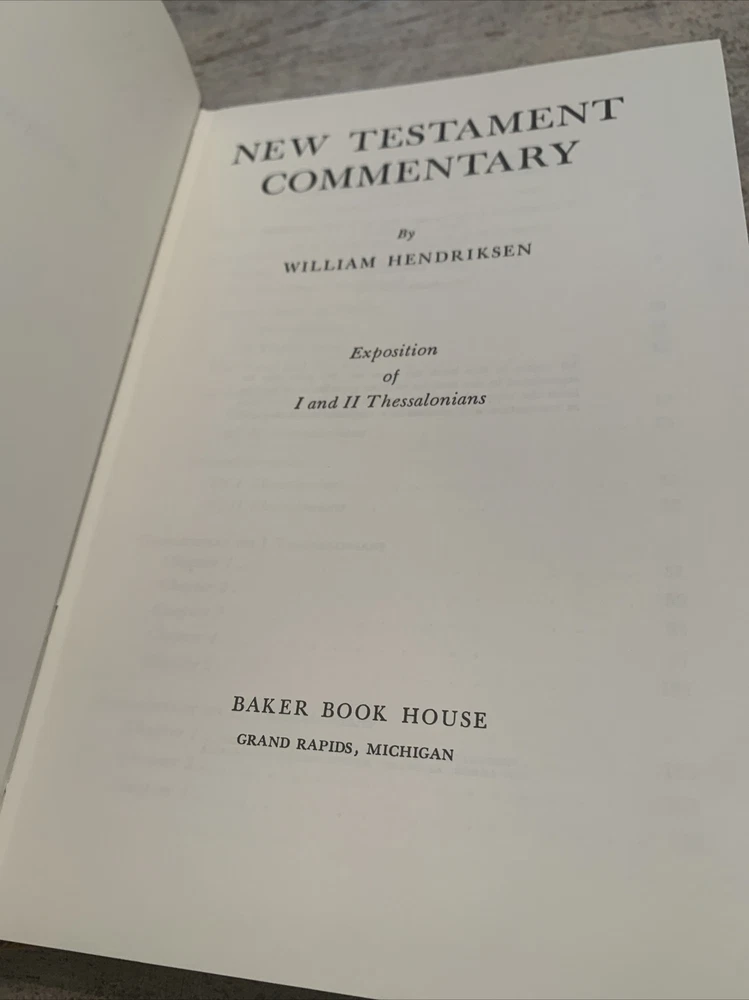 NEW TESTAMENT
COMMENTARY
By
WILLIAM HENDRIKSEN
Exposition
of
I and II Thessalonians
BAKER BOOK HOUSE
GRAND RAPIDS, MICHIGAN